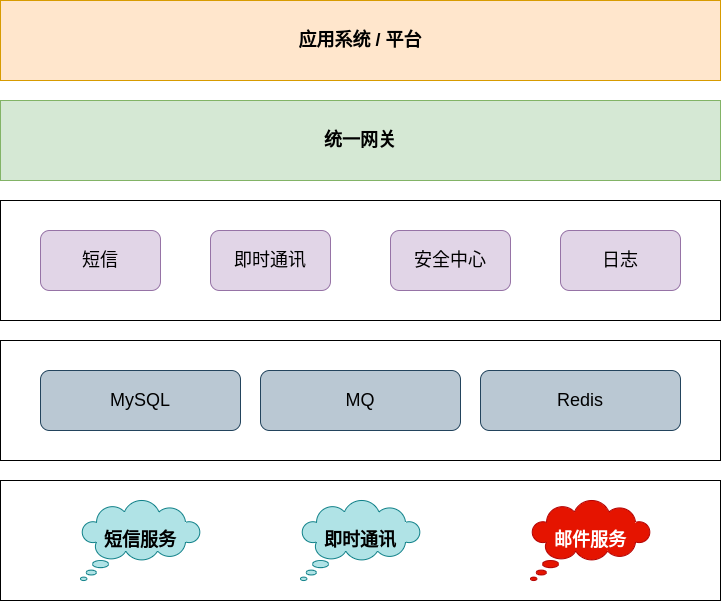 应用系统 / 平台
统一网关
短信
即时通讯
安全中心
日志
MySQL
MQ
Redis
短信服务
即时通讯
邮件服务